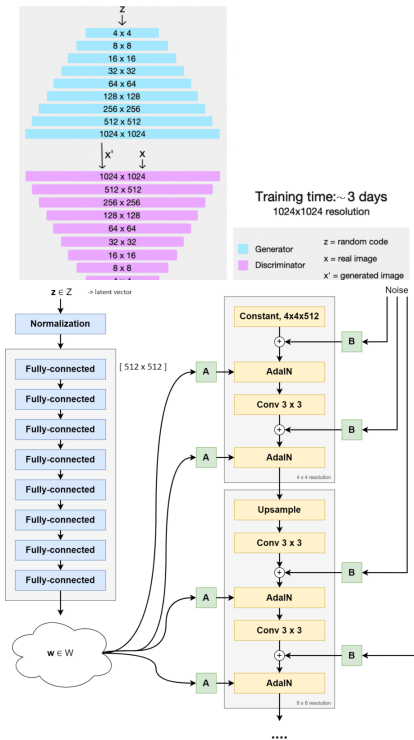 z
4 x 4
8 x 8
16 x 16
32 x 32
64 x 64
128 x 128
256 x 256
512 x 512
1024 x 1024
x' x
1024 x 1024
512 x 512
256 x 256
128 x 128
64 x 64
32 x 32
16 x 16
8 x 8
Training time:~ 3 days
1024x1024 resolution
Generator
Discriminator
z = random code
x = real image
x' = generated image
z ∈ Z -> latent vector
Normalization
[ 512 x 512 ]
Fully-connected
Fully-connected
Fully-connected
Fully-connected
Fully-connected
Fully-connected
Fully-connected
Fully-connected
w ∈ W
Noise
Constant, 4x4x512
B
A
AdaIN
Conv 3 x 3
B
A
AdaIN
4 x 4 resolution
Upsample
Conv 3 x 3
B
A
AdaIN
Conv 3 x 3
B
A
AdaIN
8 x 8 resolution
....